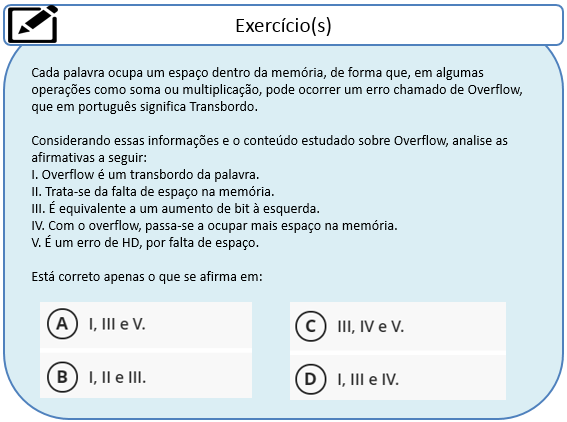 Exercício(s)
Cada palavra ocupa um espaço dentro da memória, de forma que, em algumas
operações como soma ou multiplicação, pode ocorrer um erro chamado de Overflow,
que em português significa Transbordo.
Considerando essas informações e o conteúdo estudado sobre Overflow, analise as
afirmativas a seguir:
I. Overflow é um transbordo da palavra.
II. Trata-se da falta de espaço na memória.
III. É equivalente a um aumento de bit à esquerda.
IV. Com o overflow, passa-se a ocupar mais espaço na memória.
V. É um erro de HD, por falta de espaço.
Está correto apenas o que se afirma em:
A I, III e V.
B I, II e III.
C III, IV e V.
D I, III e IV.